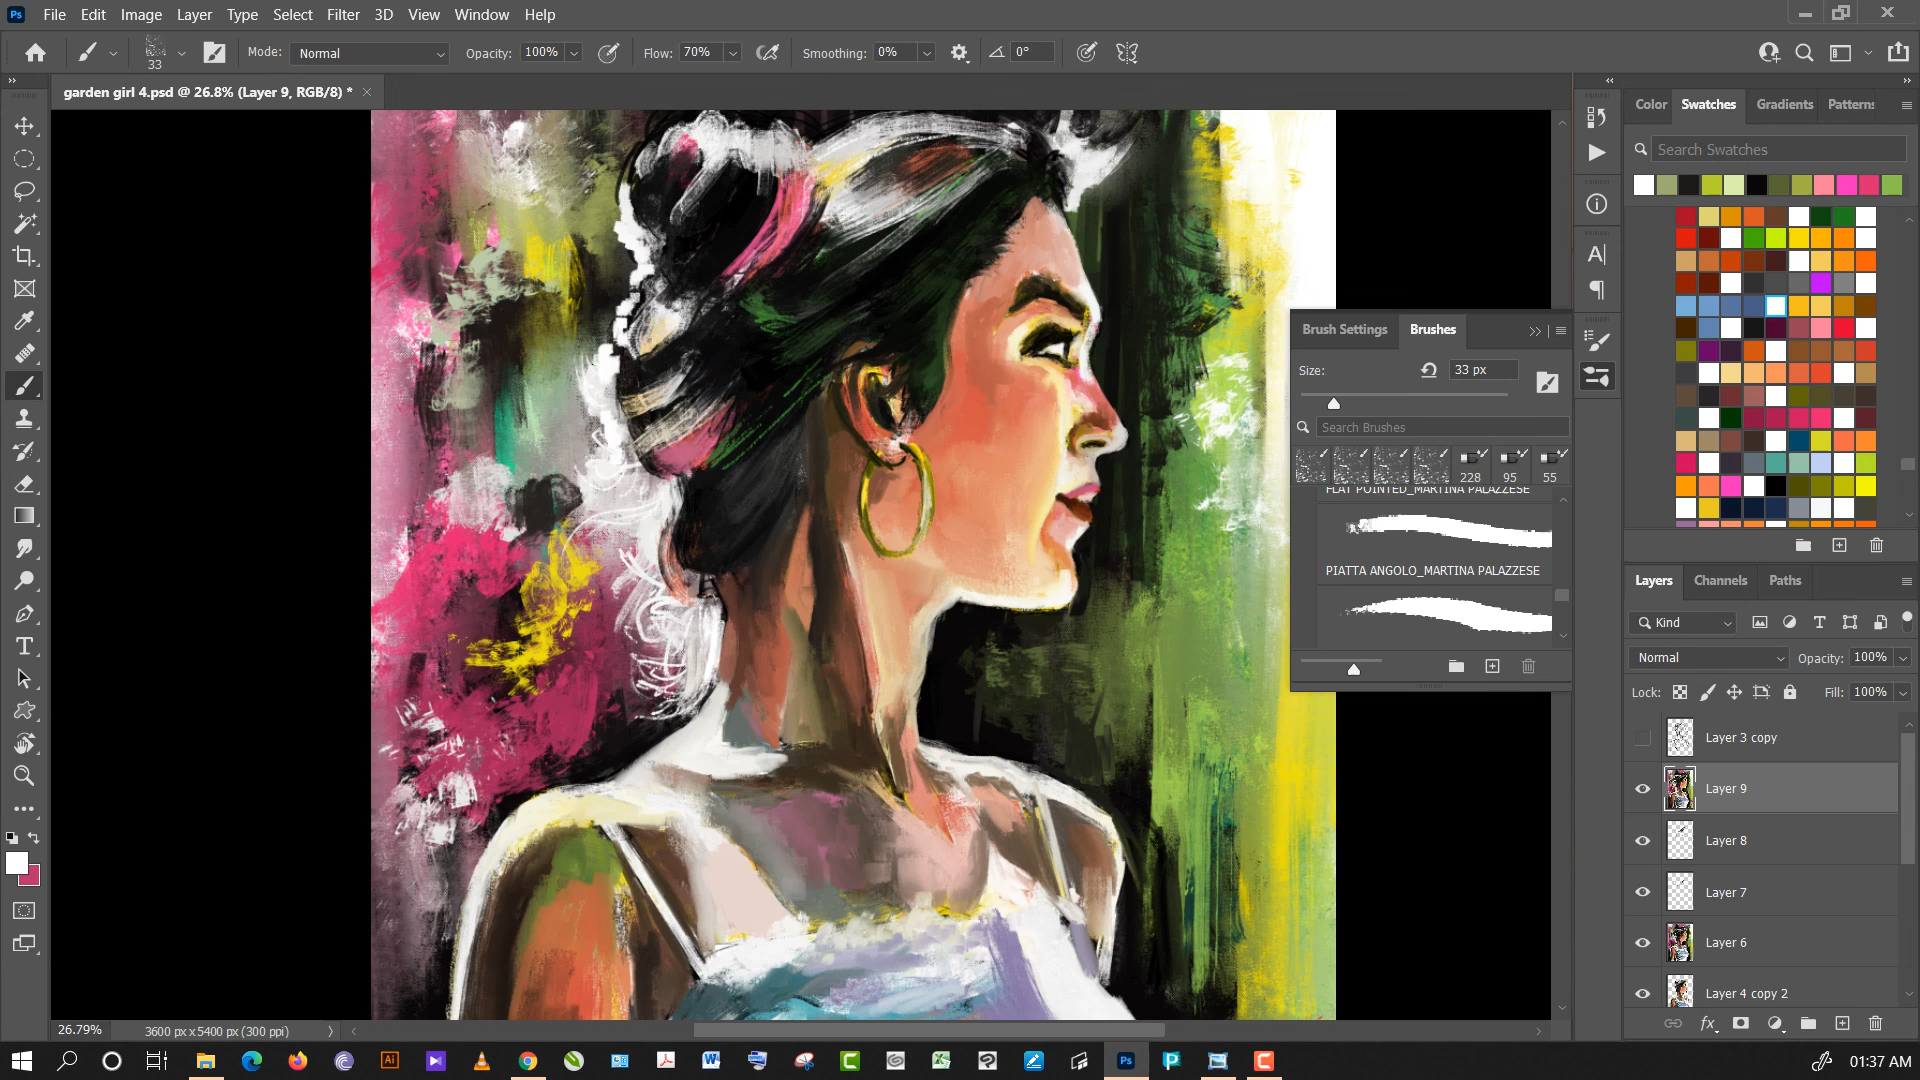 Ps File Edit Image Layer Type Select Filter 3D View Window Help
33 Mode: Normal Opacity: 100% Flow: 70% Smoothing: 0% 0°
garden girl 4.psd @ 26.8% (Layer 9, RGB/8) *
Color Swatches Gradients Patterns
Search Swatches
Brush Settings Brushes
Size: 33 px
Search Brushes
228 95 55
FLAT POINTED_MARTINA PALAZZESE
PIATTA ANGOLO_MARTINA PALAZZESE
Layers Channels Paths
Kind
Normal Opacity: 100%
Lock: Fill: 100%
Layer 3 copy
Layer 9
Layer 8
Layer 7
Layer 6
Layer 4 copy 2
fx
26.79% 3600 px x 5400 px (300 ppi)
Ai Ps
01:37 AM